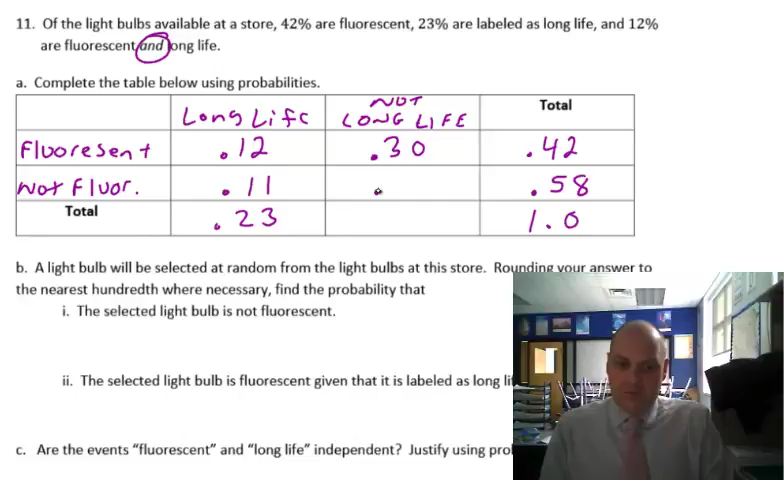 11. Of the light bulbs available at a store, 42% are fluorescent, 23% are labeled as long life, and 12%
are fluorescent and long life.
a. Complete the table below using probabilities.
Long Life NOT LONG LIFE Total
Fluoresent .12 .30 .42
Not Fluor. .11 . .58
Total .23 1.0
b. A light bulb will be selected at random from the light bulbs at this store. Rounding your answer to
the nearest hundredth where necessary, find the probability that
i. The selected light bulb is not fluorescent.
ii. The selected light bulb is fluorescent given that it is labeled as long li
c. Are the events "fluorescent" and "long life" independent? Justify using pro